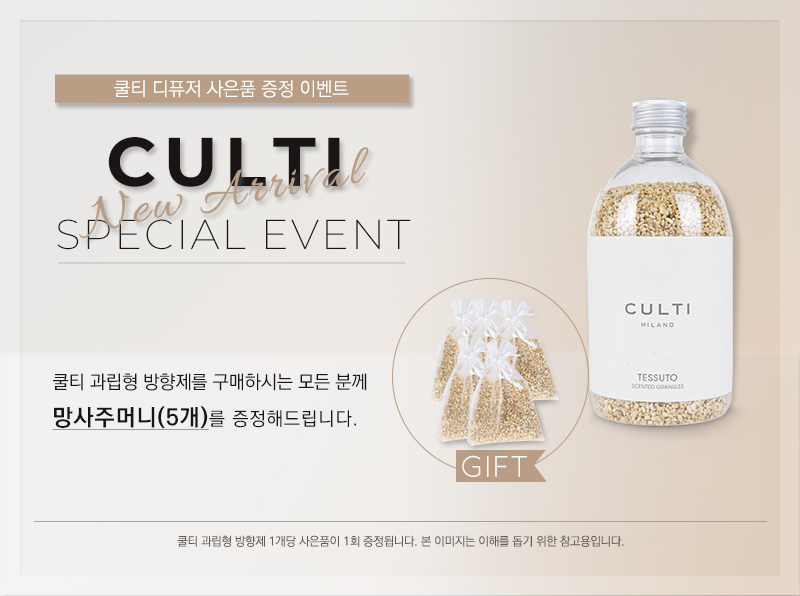 쿨티 디퓨저 사은품 증정 이벤트
CULTI
New Arrival
SPECIAL EVENT
쿨티 과립형 방향제를 구매하시는 모든 분께
망사주머니(5개)를 증정해드립니다.
GIFT
CULTI
MILANO
TESSUTO
SCENTED GRANULES
쿨티 과립형 방향제 1개당 사은품이 1회 증정됩니다. 본 이미지는 이해를 돕기 위한 참고용입니다.